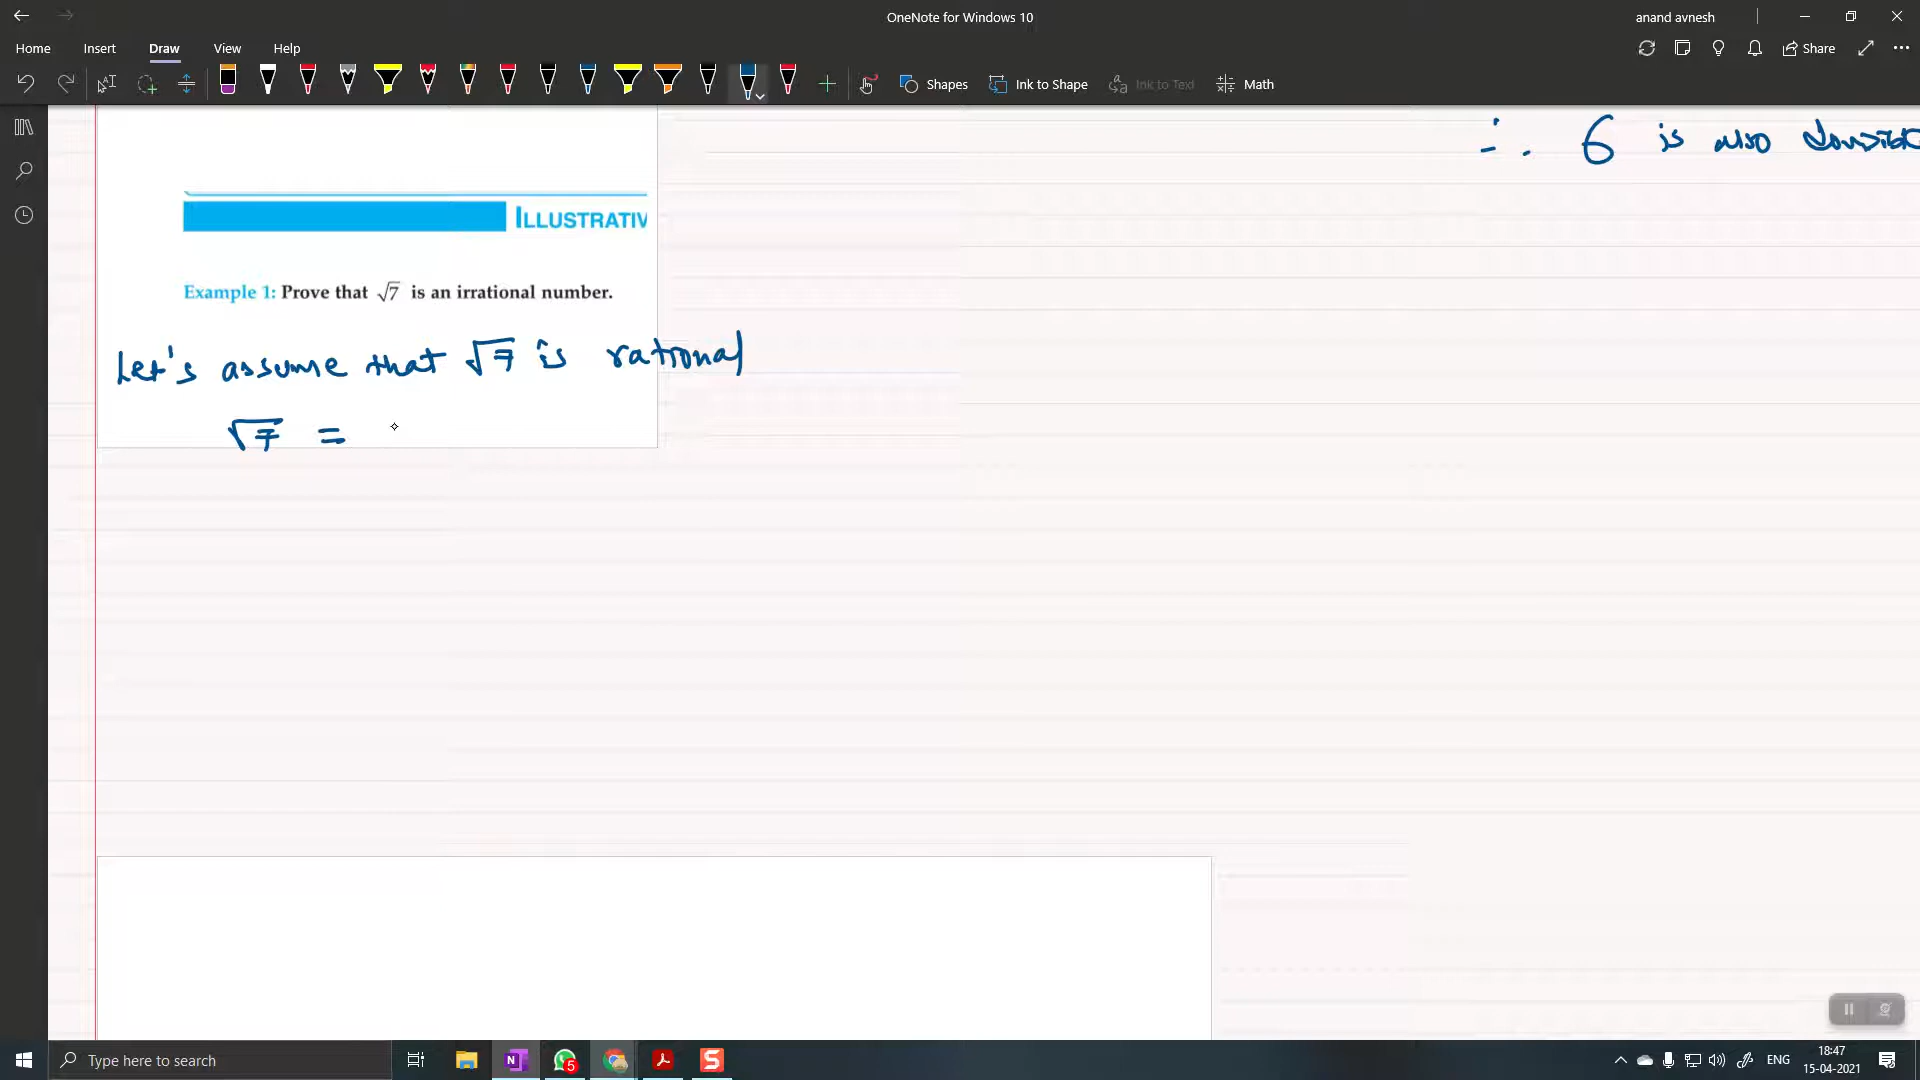 OneNote for Windows 10
anand avnesh
Home Insert Draw View Help
Share
Shapes Ink to Shape Ink to Text Math
∴ 6 is also
ILLUSTRATIV
Example 1: Prove that √7 is an irrational number.
Let's assume that √7 is rational
√7 =
Type here to search
5
ENG
18:47
15-04-2021